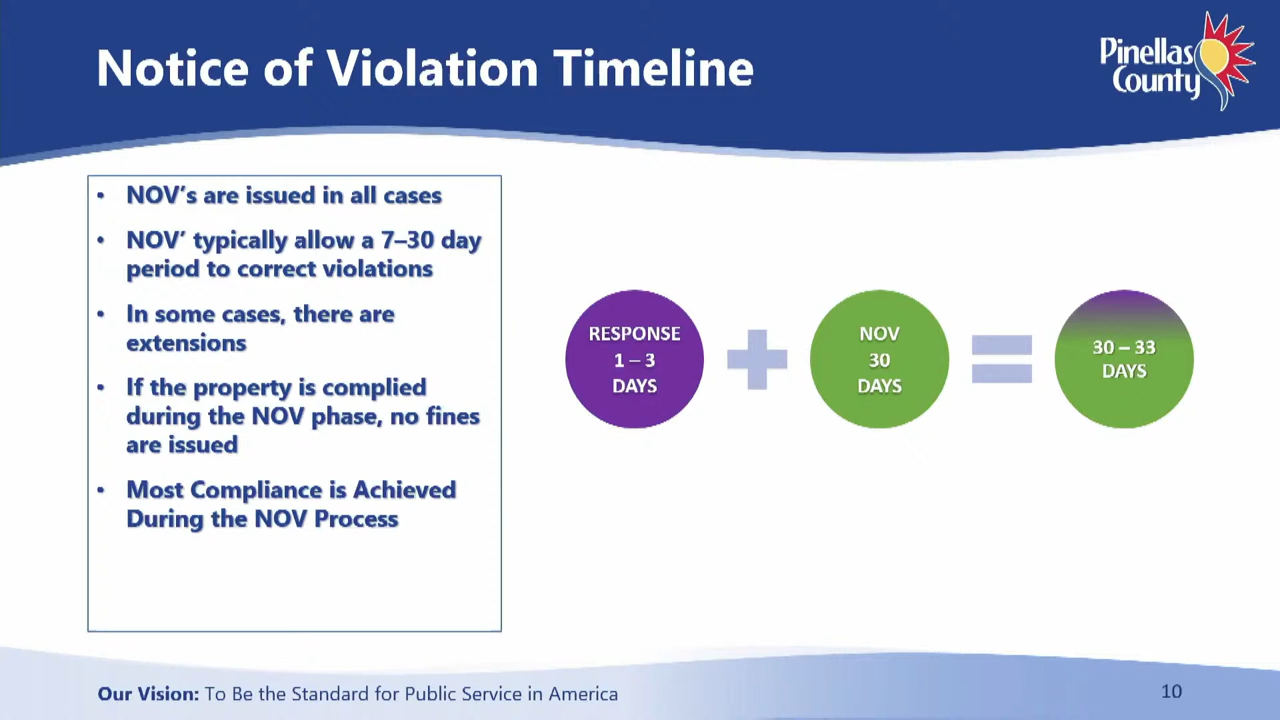 Notice of Violation Timeline
Pinellas
County
• NOV’s are issued in all cases
• NOV’ typically allow a 7–30 day
period to correct violations
• In some cases, there are
extensions
• If the property is complied
during the NOV phase, no fines
are issued
• Most Compliance is Achieved
During the NOV Process
RESPONSE
1 – 3
DAYS
NOV
30
DAYS
30 – 33
DAYS
Our Vision: To Be the Standard for Public Service in America
10